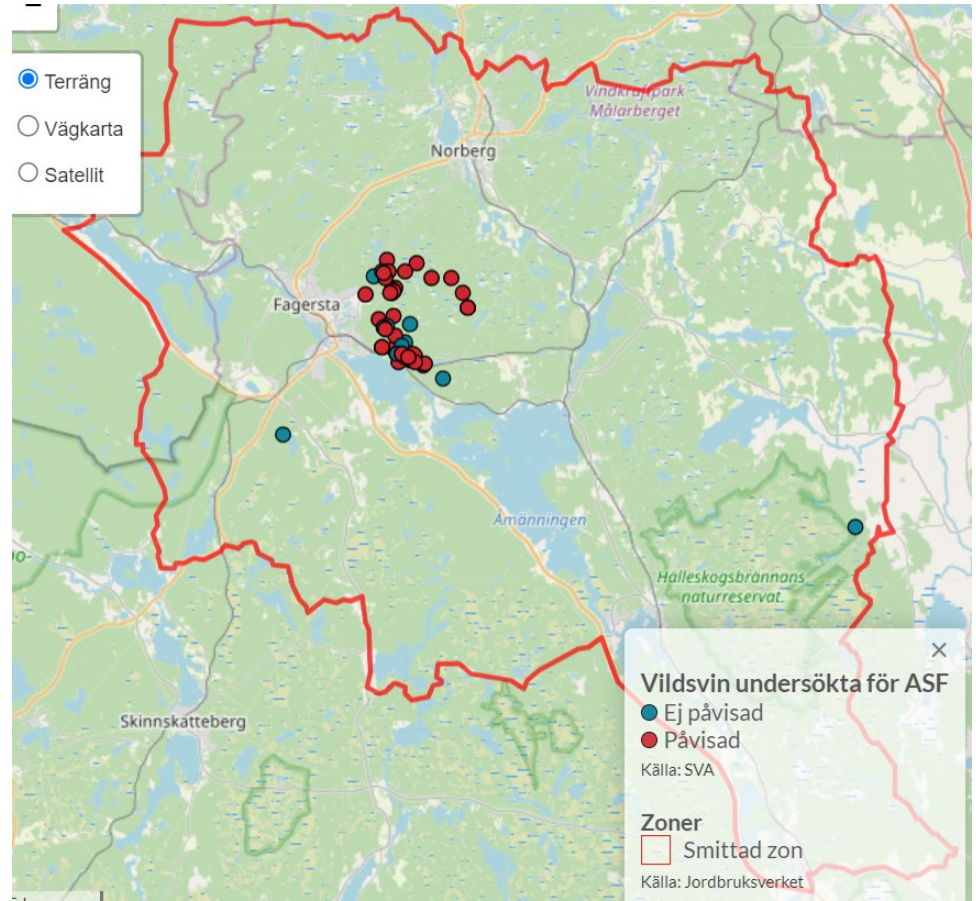 Terräng
Vägkarta
Satellit
Vindkraftpark
Målarberget
Norberg
Fagersta
Åmänningen
Halleskogsbrännans
naturreservat.
Skinnskatteberg
Vildsvin undersökta för ASF
Ej påvisad
Påvisad
Källa: SVA
Zoner
Smittad zon
Källa: Jordbruksverket